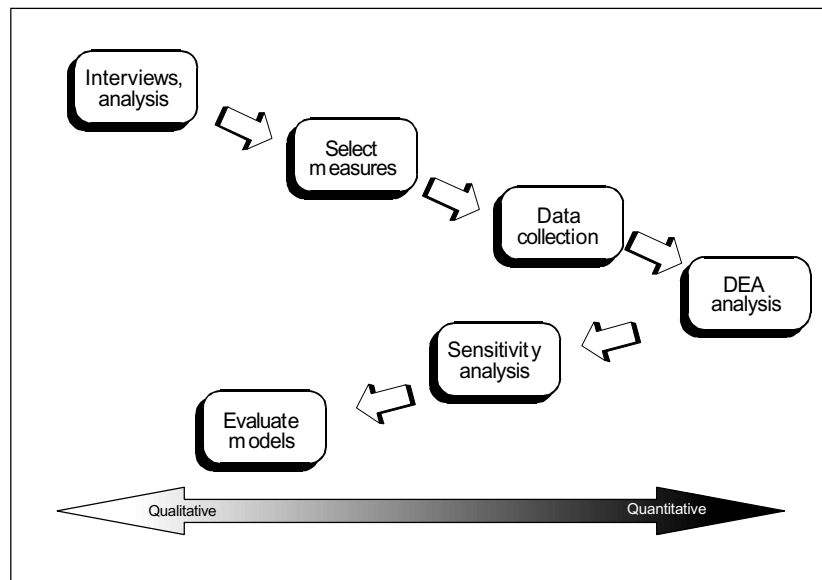 Interviews,
analysis
Select
measures
Data
collection
DEA
analysis
Sensitivity
analysis
Evaluate
models
Qualitative
Quantitative